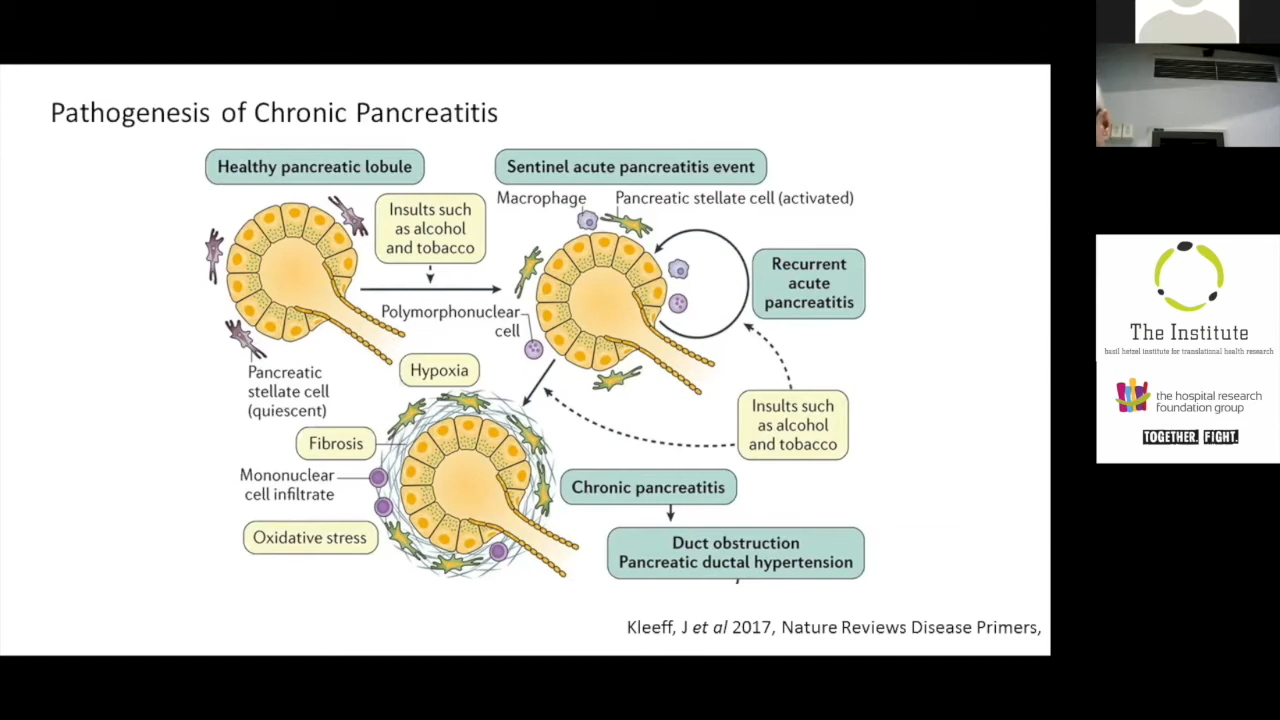 Pathogenesis of Chronic Pancreatitis
Healthy pancreatic lobule
Sentinel acute pancreatitis event
Macrophage
Pancreatic stellate cell (activated)
Insults such
as alcohol
and tobacco
Recurrent
acute
pancreatitis
Polymorphonuclear
cell
Pancreatic
stellate cell
(quiescent)
Hypoxia
Insults such
as alcohol
and tobacco
Fibrosis
Mononuclear
cell infiltrate
Oxidative stress
Chronic pancreatitis
Duct obstruction
Pancreatic ductal hypertension
Kleeff, J et al 2017, Nature Reviews Disease Primers,
The Institute
basil hetzel institute for translational health research
the hospital research
foundation group
TOGETHER. FIGHT.